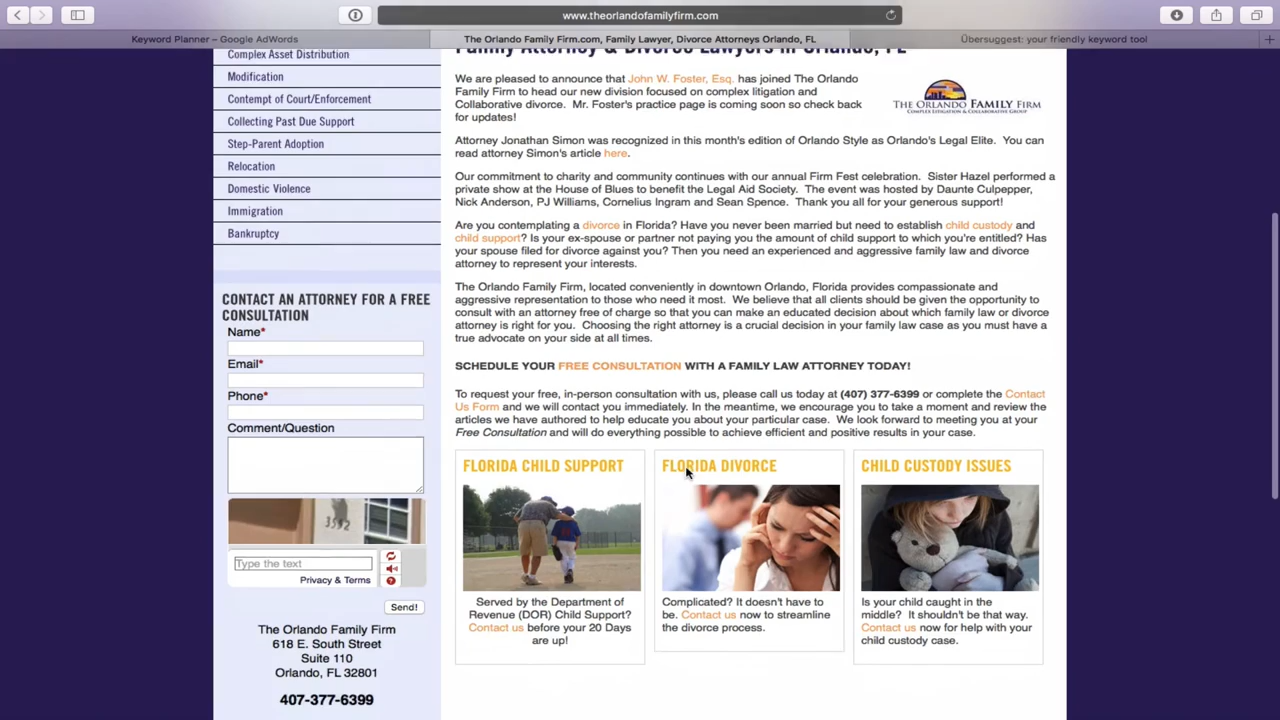 www.theorlandofamilyfirm.com
Keyword Planner – Google AdWords
The Orlando Family Firm.com, Family Lawyer, Divorce Attorneys Orlando, FL
Übersuggest: your friendly keyword tool
Complex Asset Distribution
Modification
Contempt of Court/Enforcement
Collecting Past Due Support
Step-Parent Adoption
Relocation
Domestic Violence
Immigration
Bankruptcy
CONTACT AN ATTORNEY FOR A FREE
CONSULTATION
Name*
Email*
Phone*
Comment/Question
3592
Type the text
Privacy & Terms
Send!
The Orlando Family Firm
618 E. South Street
Suite 110
Orlando, FL 32801
407-377-6399
Family Attorney & Divorce Lawyers in Orlando, FL
We are pleased to announce that John W. Foster, Esq. has joined The Orlando
Family Firm to head our new division focused on complex litigation and
Collaborative divorce. Mr. Foster's practice page is coming soon so check back
for updates!
THE ORLANDO FAMILY FIRM
COMPLEX LITIGATION & COLLABORATIVE GROUP
Attorney Jonathan Simon was recognized in this month's edition of Orlando Style as Orlando's Legal Elite. You can
read attorney Simon's article here.
Our commitment to charity and community continues with our annual Firm Fest celebration. Sister Hazel performed a
private show at the House of Blues to benefit the Legal Aid Society. The event was hosted by Daunte Culpepper,
Nick Anderson, PJ Williams, Cornelius Ingram and Sean Spence. Thank you all for your generous support!
Are you contemplating a divorce in Florida? Have you never been married but need to establish child custody and
child support? Is your ex-spouse or partner not paying you the amount of child support to which you're entitled? Has
your spouse filed for divorce against you? Then you need an experienced and aggressive family law and divorce
attorney to represent your interests.
The Orlando Family Firm, located conveniently in downtown Orlando, Florida provides compassionate and
aggressive representation to those who need it most. We believe that all clients should be given the opportunity to
consult with an attorney free of charge so that you can make an educated decision about which family law or divorce
attorney is right for you. Choosing the right attorney is a crucial decision in your family law case as you must have a
true advocate on your side at all times.
SCHEDULE YOUR FREE CONSULTATION WITH A FAMILY LAW ATTORNEY TODAY!
To request your free, in-person consultation with us, please call us today at (407) 377-6399 or complete the Contact
Us Form and we will contact you immediately. In the meantime, we encourage you to take a moment and review the
articles we have authored to help educate you about your particular case. We look forward to meeting you at your
Free Consultation and will do everything possible to achieve efficient and positive results in your case.
FLORIDA CHILD SUPPORT
Served by the Department of
Revenue (DOR) Child Support?
Contact us before your 20 Days
are up!
FLORIDA DIVORCE
Complicated? It doesn't have to
be. Contact us now to streamline
the divorce process.
CHILD CUSTODY ISSUES
Is your child caught in the
middle? It shouldn't be that way.
Contact us now for help with your
child custody case.